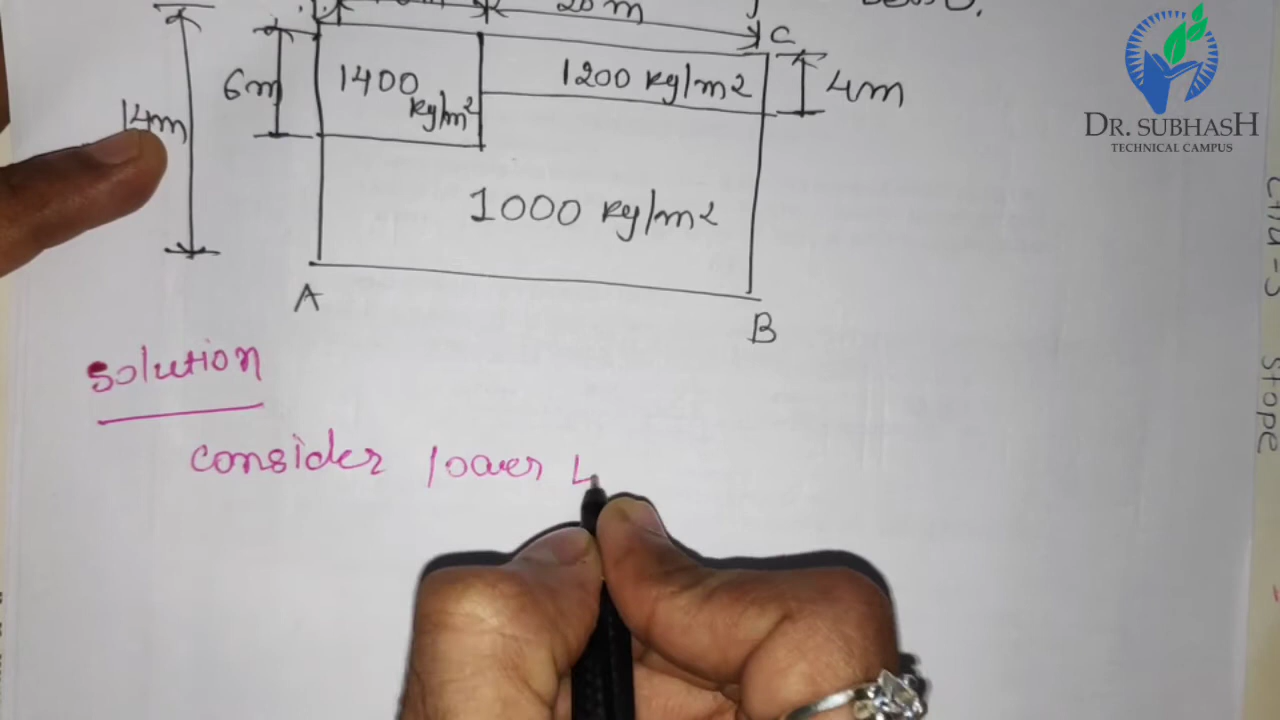 20 m
C
6m
1400
kg/m2
1200 kg/m2
4m
14m
1000 kg/m2
A
B
Solution
consider lower L
DR. SUBHASH
TECHNICAL CAMPUS